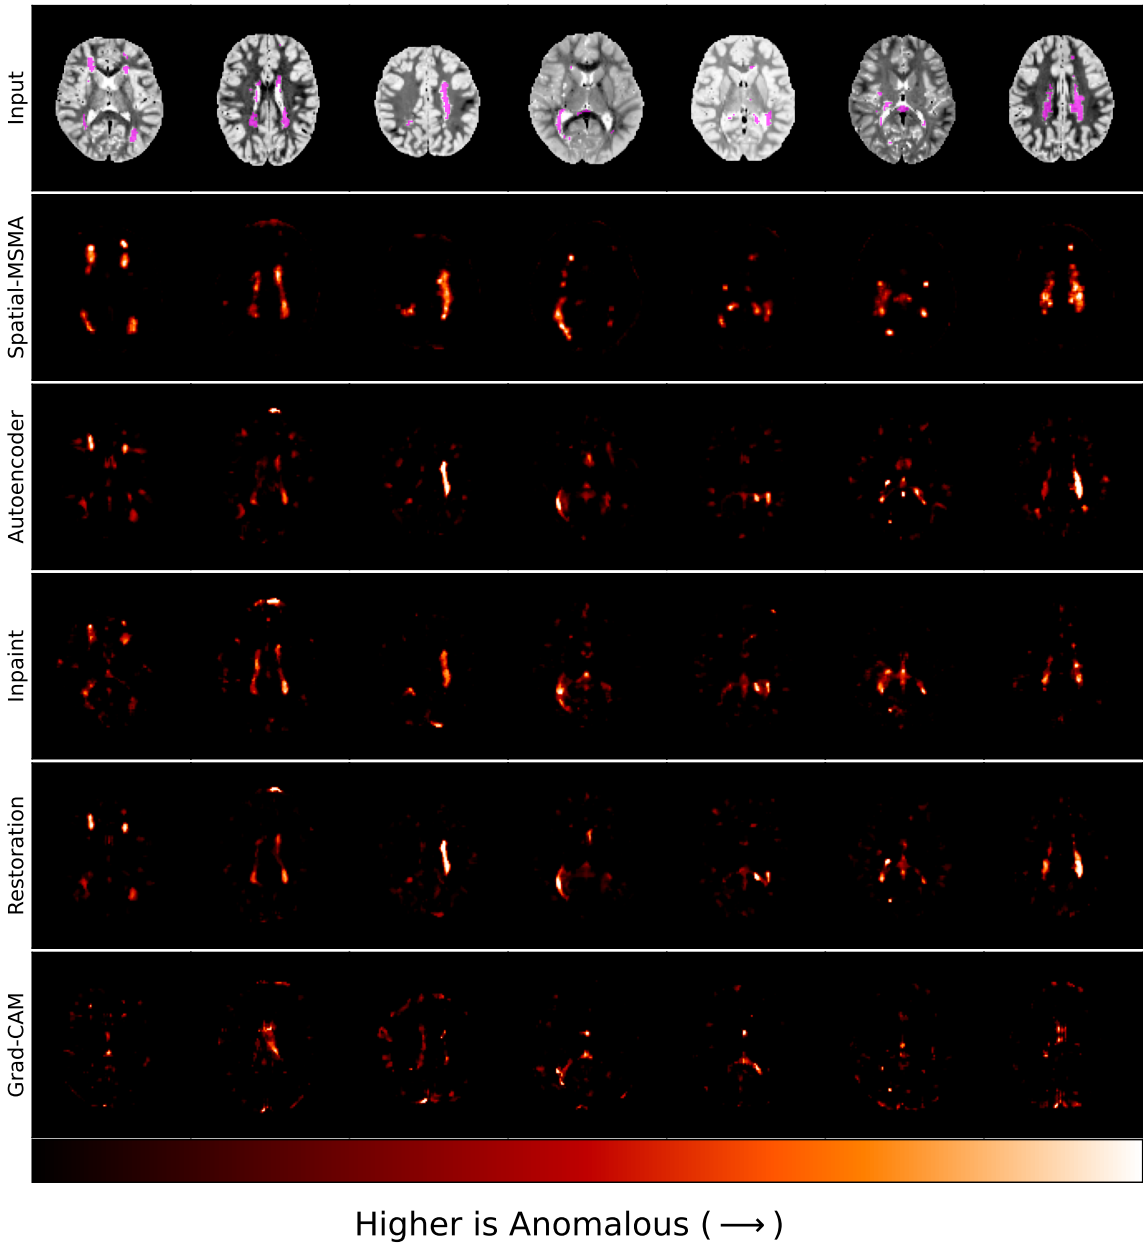 Input
Spatial-MSMA
Autoencoder
Inpaint
Restoration
Grad-CAM
Higher is Anomalous (⟶)